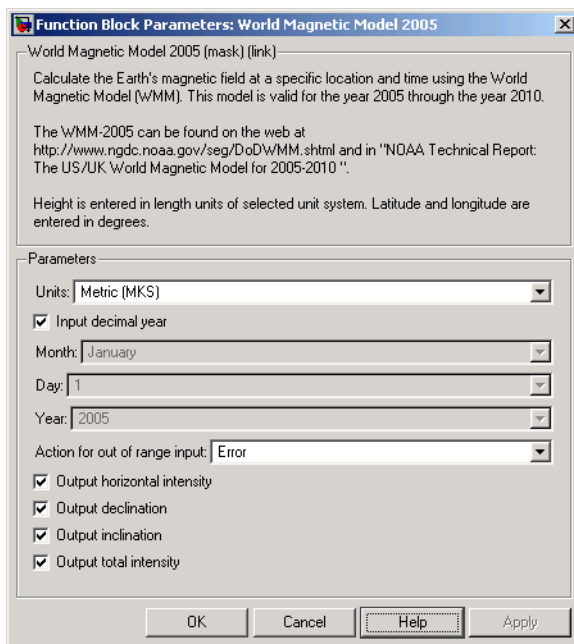 Function Block Parameters: World Magnetic Model 2005
World Magnetic Model 2005 (mask) (link)
Calculate the Earth's magnetic field at a specific location and time using the World
Magnetic Model (WMM). This model is valid for the year 2005 through the year 2010.
The WMM-2005 can be found on the web at
http://www.ngdc.noaa.gov/seg/DoDWMM.shtml and in "NOAA Technical Report:
The US/UK World Magnetic Model for 2005-2010 ".
Height is entered in length units of selected unit system. Latitude and longitude are
entered in degrees.
Parameters
Units: Metric (MKS)
Input decimal year
Month: January
Day: 1
Year: 2005
Action for out of range input: Error
Output horizontal intensity
Output declination
Output inclination
Output total intensity
OK Cancel Help Apply